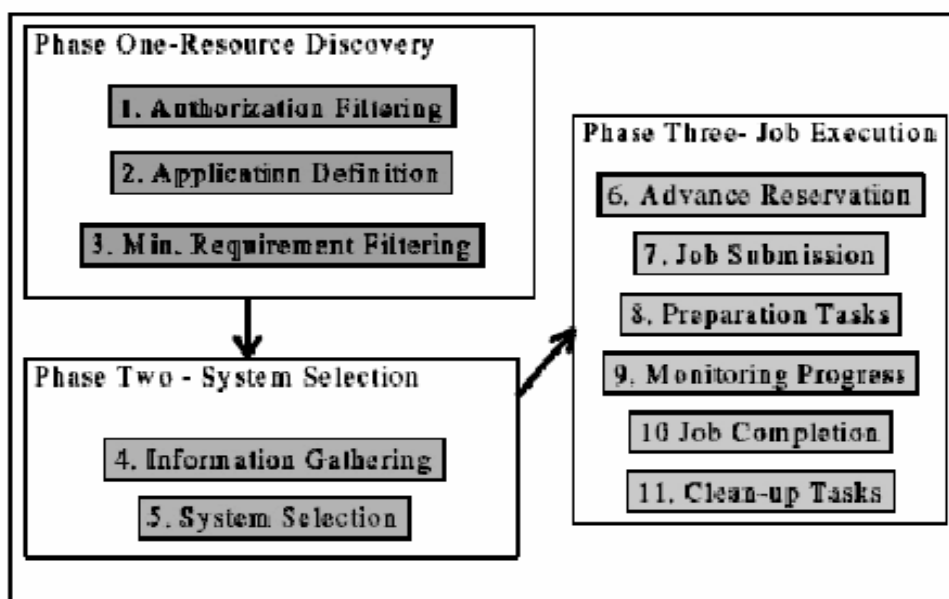 Phase One-Resource Discovery
1. Authorization Filtering
2. Application Definition
3. Min. Requirement Filtering
Phase Two - System Selection
4. Information Gathering
5. System Selection
Phase Three- Job Execution
6. Advance Reservation
7. Job Submission
8. Preparation Tasks
9. Monitoring Progress
10 Job Completion
11. Clean-up Tasks